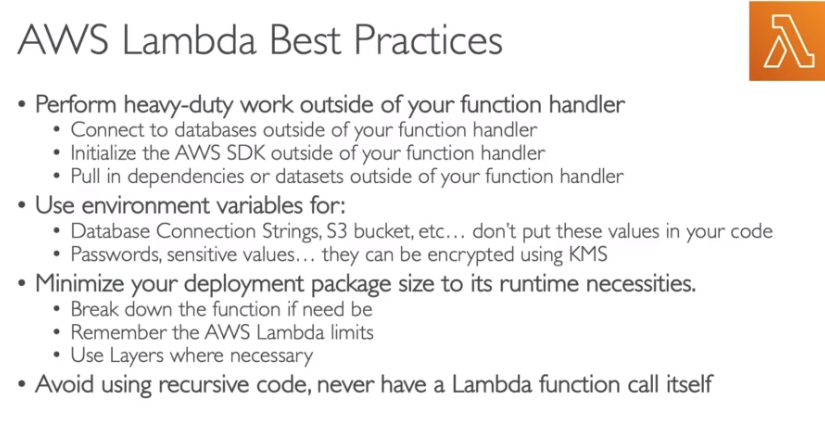 AWS Lambda Best Practices
• Perform heavy-duty work outside of your function handler
• Connect to databases outside of your function handler
• Initialize the AWS SDK outside of your function handler
• Pull in dependencies or datasets outside of your function handler
• Use environment variables for:
• Database Connection Strings, S3 bucket, etc… don't put these values in your code
• Passwords, sensitive values… they can be encrypted using KMS
• Minimize your deployment package size to its runtime necessities.
• Break down the function if need be
• Remember the AWS Lambda limits
• Use Layers where necessary
• Avoid using recursive code, never have a Lambda function call itself